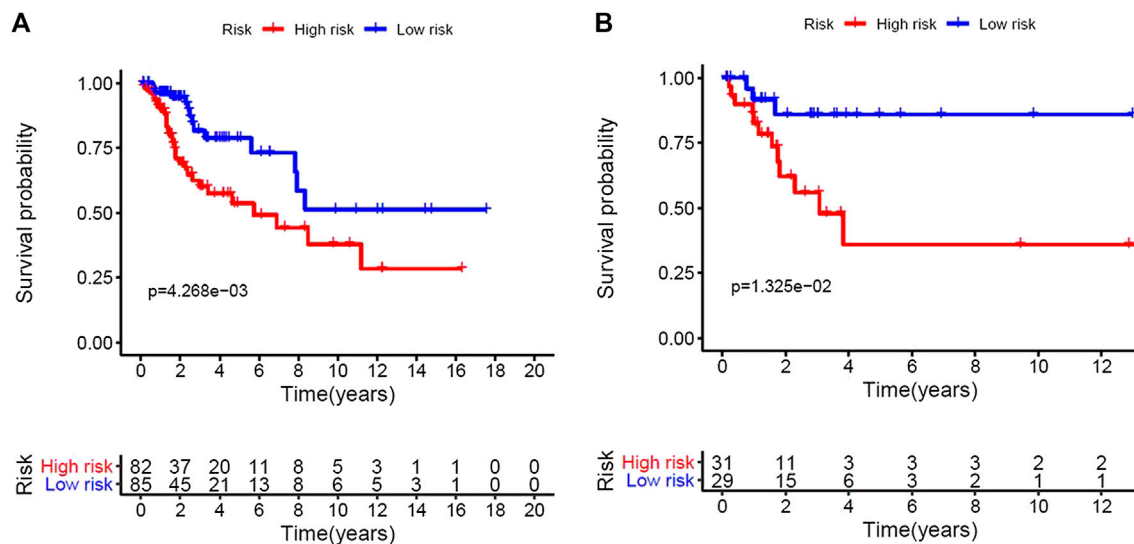 A
Risk High risk Low risk
1.00
0.75
0.50
0.25
0.00
Survival probability
p=4.268e−03
0 2 4 6 8 10 12 14 16 18 20
Time(years)
Risk
High risk 82 37 20 11 8 5 3 1 1 0 0
Low risk 85 45 21 13 8 6 5 3 1 0 0
0 2 4 6 8 10 12 14 16 18 20
Time(years)
B
Risk High risk Low risk
1.00
0.75
0.50
0.25
0.00
Survival probability
p=1.325e−02
0 2 4 6 8 10 12
Time(years)
Risk
High risk 31 11 3 3 3 2 2
Low risk 29 15 6 3 2 1 1
0 2 4 6 8 10 12
Time(years)